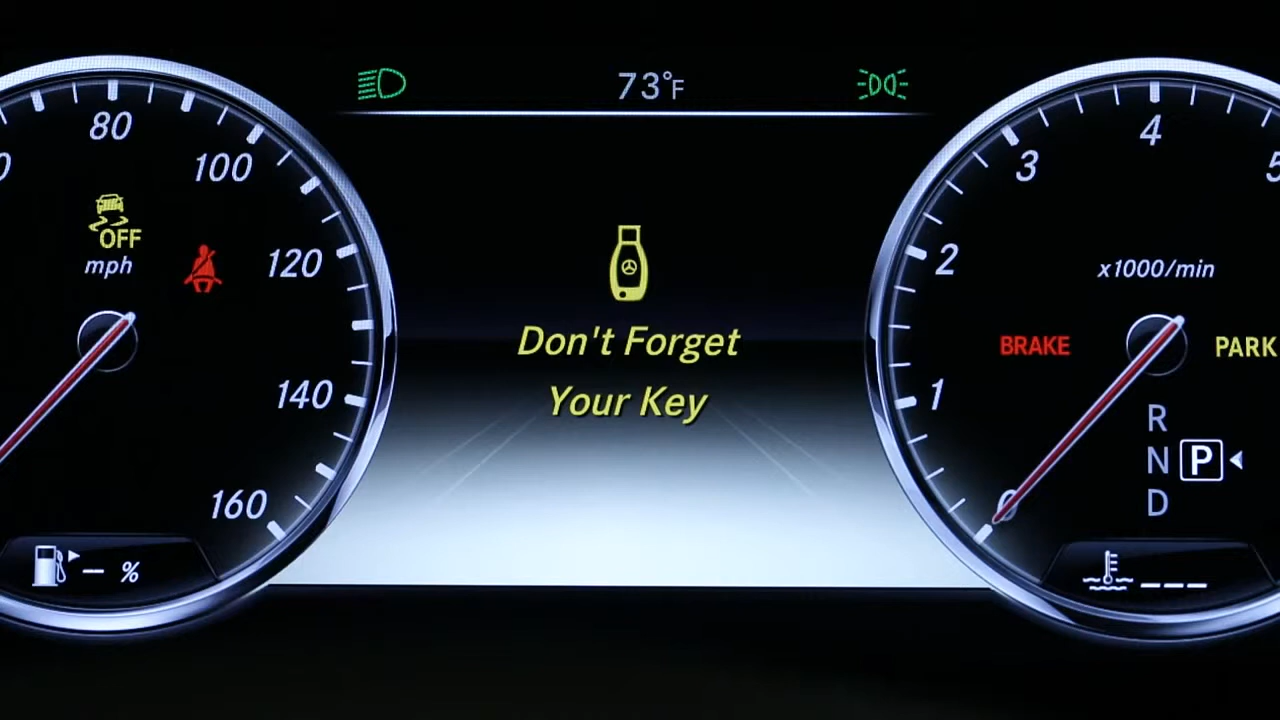 73°F
80
100
120
140
160
OFF
mph
– %
Don't Forget
Your Key
0
1
2
3
4
5
x1000/min
BRAKE
PARK
R
N P
D
_ _ _